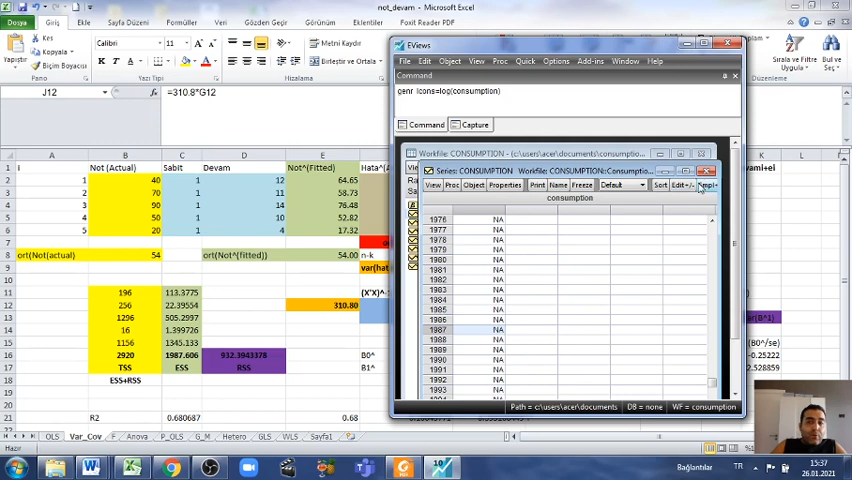 not_devam - Microsoft Excel
Dosya Giriş Ekle Sayfa Düzeni Formüller Veri Gözden Geçir Görünüm Eklentiler Foxit Reader PDF
Yapıştır
Kes
Kopyala
Biçim Boyacısı
Pano
Calibri 11
K T A
Yazı Tipi
Metni Kaydır
Birleştir ve Ortala
Hizalama
Sırala ve Filtre
Bul
Seç
Düzenleme
J12 =310.8*G12
A B C D E K L
i Not (Actual) Sabit Devam Not^(Fitted)
1 40 1 12 64.65
2 70 1 11 58.73
3 90 1 14 76.48
4 50 1 10 52.82
5 20 1 4 17.32
ort(Not(actual) 54 ort(Not^(fitted)) 54.00 n-k
196 113.3775
256 22.39554 310.80
1296 505.2997
16 1.399726
1156 1345.133
2920 1987.606 932.3943378 B0^ -0.25222
TSS ESS RSS B1^ 2.528859
ESS+RSS
R2 0.680687 0.68
(B0^/se)
EViews
File Edit Object View Proc Quick Options Add-ins Window Help
Command
genr lcons=log(consumption)
Command Capture
Workfile: CONSUMPTION - (c:\users\acer\documents\consumptio...
Series: CONSUMPTION Workfile: CONSUMPTION::Consumptio...
View Proc Object Properties Print Name Freeze Default Sort Edit+/-
consumption
1976 NA
1977 NA
1978 NA
1979 NA
1980 NA
1981 NA
1982 NA
1983 NA
1984 NA
1985 NA
1986 NA
1987 NA
1988 NA
1989 NA
1990 NA
1991 NA
1992 NA
1993 NA
Path = c:\users\acer\documents DB = none WF = consumption
OLS Var_Cov F Anova P_OLS G_M Hetero GLS WLS Sayfa1
Hazır
Bağlantılar TR 15:37
26.01.2021